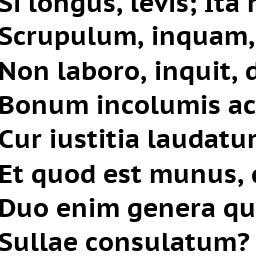 Si longus, levis; Ita
Scrupulum, inquam,
Non laboro, inquit,
Bonum incolumis ac
Cur iustitia laudatur
Et quod est munus,
Duo enim genera qu
Sullae consulatum?